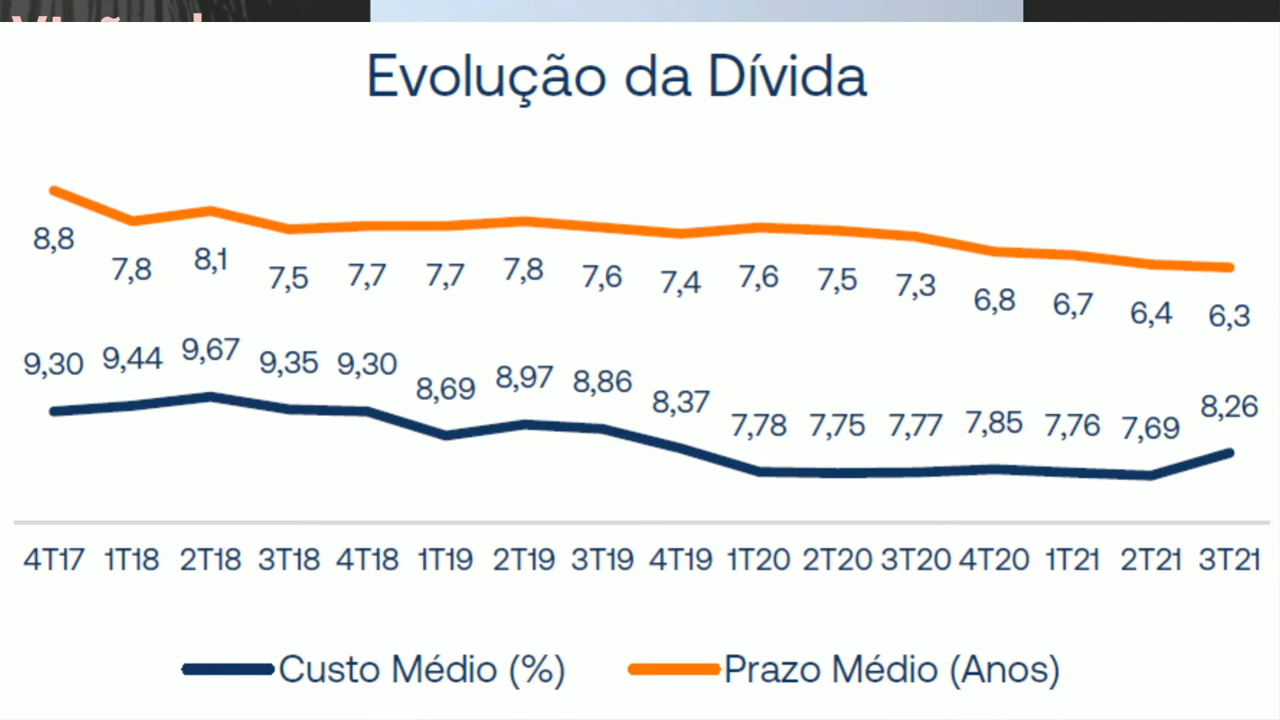 Evolução da Dívida
8,8 7,8 8,1 7,5 7,7 7,7 7,8 7,6 7,4 7,6 7,5 7,3 6,8 6,7 6,4 6,3
9,30 9,44 9,67 9,35 9,30 8,69 8,97 8,86 8,37 7,78 7,75 7,77 7,85 7,76 7,69 8,26
4T17 1T18 2T18 3T18 4T18 1T19 2T19 3T19 4T19 1T20 2T20 3T20 4T20 1T21 2T21 3T21
Custo Médio (%) Prazo Médio (Anos)